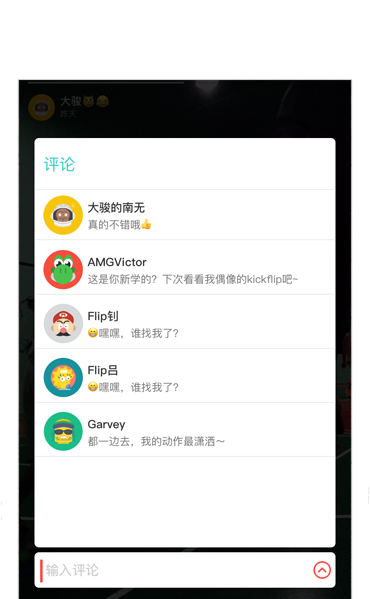 大骏😼😂
昨天
评论
大骏的南无
真的不错哦👍
AMGVictor
这是你新学的？下次看看我偶像的kickflip吧~
Flip钊
😁嘿嘿，谁找我了？
Flip吕
😁嘿嘿，谁找我了？
Garvey
都一边去，我的动作最潇洒～
输入评论